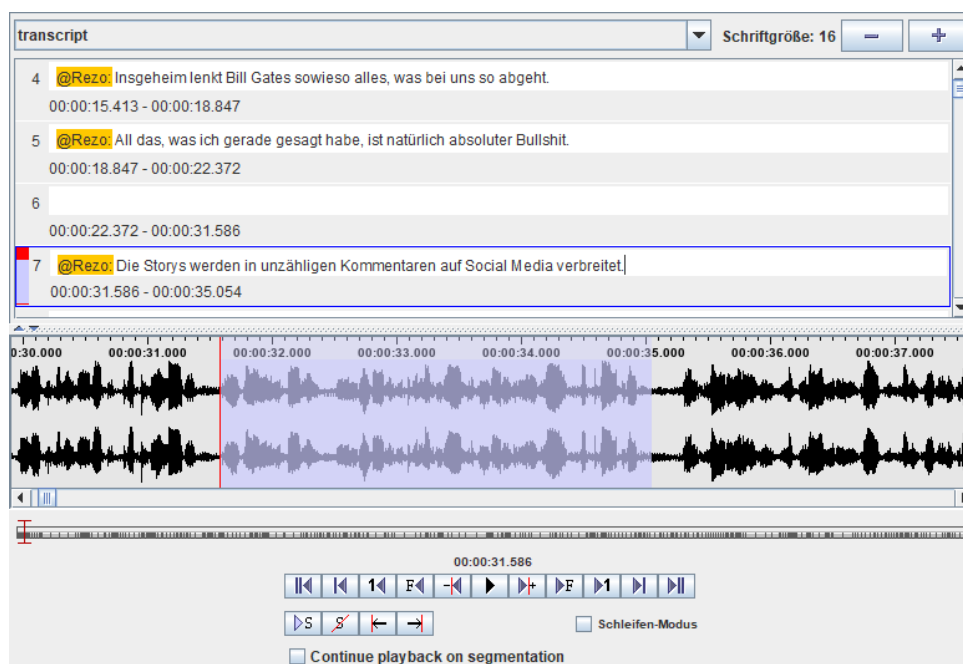 transcript Schriftgröße: 16
4 @Rezo: Insgeheim lenkt Bill Gates sowieso alles, was bei uns so abgeht.
00:00:15.413 - 00:00:18.847
5 @Rezo: All das, was ich gerade gesagt habe, ist natürlich absoluter Bullshit.
00:00:18.847 - 00:00:22.372
6
00:00:22.372 - 00:00:31.586
7 @Rezo: Die Storys werden in unzähligen Kommentaren auf Social Media verbreitet.
00:00:31.586 - 00:00:35.054
0:30.000 00:00:31.000 00:00:32.000 00:00:33.000 00:00:34.000 00:00:35.000 00:00:36.000 00:00:37.000
00:00:31.586
1 F F 1
S S Schleifen-Modus
Continue playback on segmentation